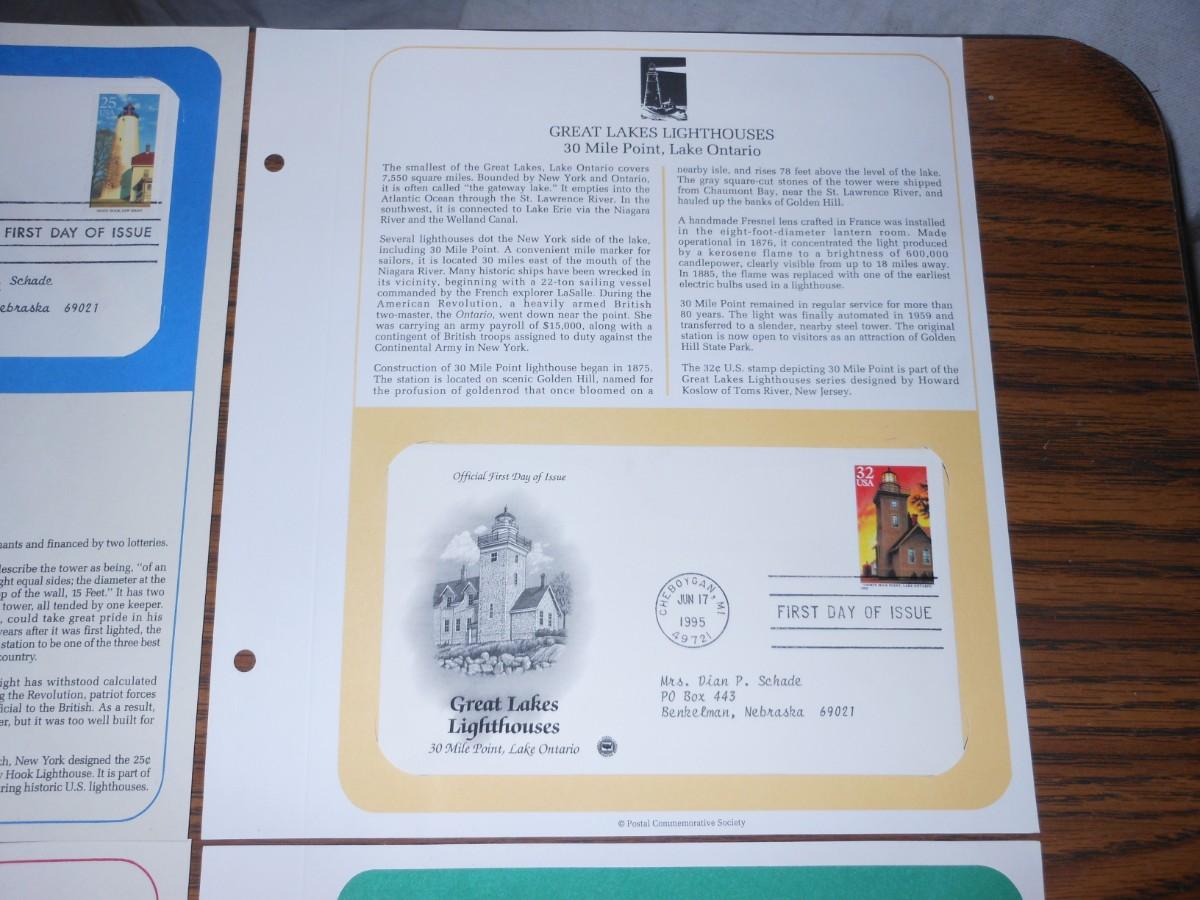 25
FIRST DAY OF ISSUE
Schade
ebraska 69021
ants and financed by two lotteries.
describe the tower as being, "of an
ght equal sides; the diameter at the
p of the wall, 15 Feet." It has two
tower, all tended by one keeper.
, could take great pride in his
years after it was first lighted, the
station to be one of the three best
country.
ight has withstood calculated
g the Revolution, patriot forces
ficial to the British. As a result,
er, but it was too well built for
ch, New York designed the 25¢
y Hook Lighthouse. It is part of
ring historic U.S. lighthouses.
GREAT LAKES LIGHTHOUSES
30 Mile Point, Lake Ontario
The smallest of the Great Lakes, Lake Ontario covers
7,550 square miles. Bounded by New York and Ontario,
it is often called "the gateway lake." It empties into the
Atlantic Ocean through the St. Lawrence River. In the
southwest, it is connected to Lake Erie via the Niagara
River and the Welland Canal.
Several lighthouses dot the New York side of the lake,
including 30 Mile Point. A convenient mile marker for
sailors, it is located 30 miles east of the mouth of the
Niagara River. Many historic ships have been wrecked in
its vicinity, beginning with a 22-ton sailing vessel
commanded by the French explorer LaSalle. During the
American Revolution, a heavily armed British
two-master, the Ontario, went down near the point. She
was carrying an army payroll of $15,000, along with a
contingent of British troops assigned to duty against the
Continental Army in New York.
Construction of 30 Mile Point lighthouse began in 1875.
The station is located on scenic Golden Hill, named for
the profusion of goldenrod that once bloomed on a
nearby isle, and rises 78 feet above the level of the lake.
The gray square-cut stones of the tower were shipped
from Chaumont Bay, near the St. Lawrence River, and
hauled up the banks of Golden Hill.
A handmade Fresnel lens crafted in France was installed
in the eight-foot-diameter lantern room. Made
operational in 1876, it concentrated the light produced
by a kerosene flame to a brightness of 600,000
candlepower, clearly visible from up to 18 miles away.
In 1885, the flame was replaced with one of the earliest
electric bulbs used in a lighthouse.
30 Mile Point remained in regular service for more than
80 years. The light was finally automated in 1959 and
transferred to a slender, nearby steel tower. The original
station is now open to visitors as an attraction of Golden
Hill State Park.
The 32¢ U.S. stamp depicting 30 Mile Point is part of the
Great Lakes Lighthouses series designed by Howard
Koslow of Toms River, New Jersey.
Official First Day of Issue
32
USA
CHEBOYGAN, MI
JUN 17
1995
49721
FIRST DAY OF ISSUE
Mrs. Dian P. Schade
PO Box 443
Benkelman, Nebraska 69021
Great Lakes
Lighthouses
30 Mile Point, Lake Ontario
© Postal Commemorative Society